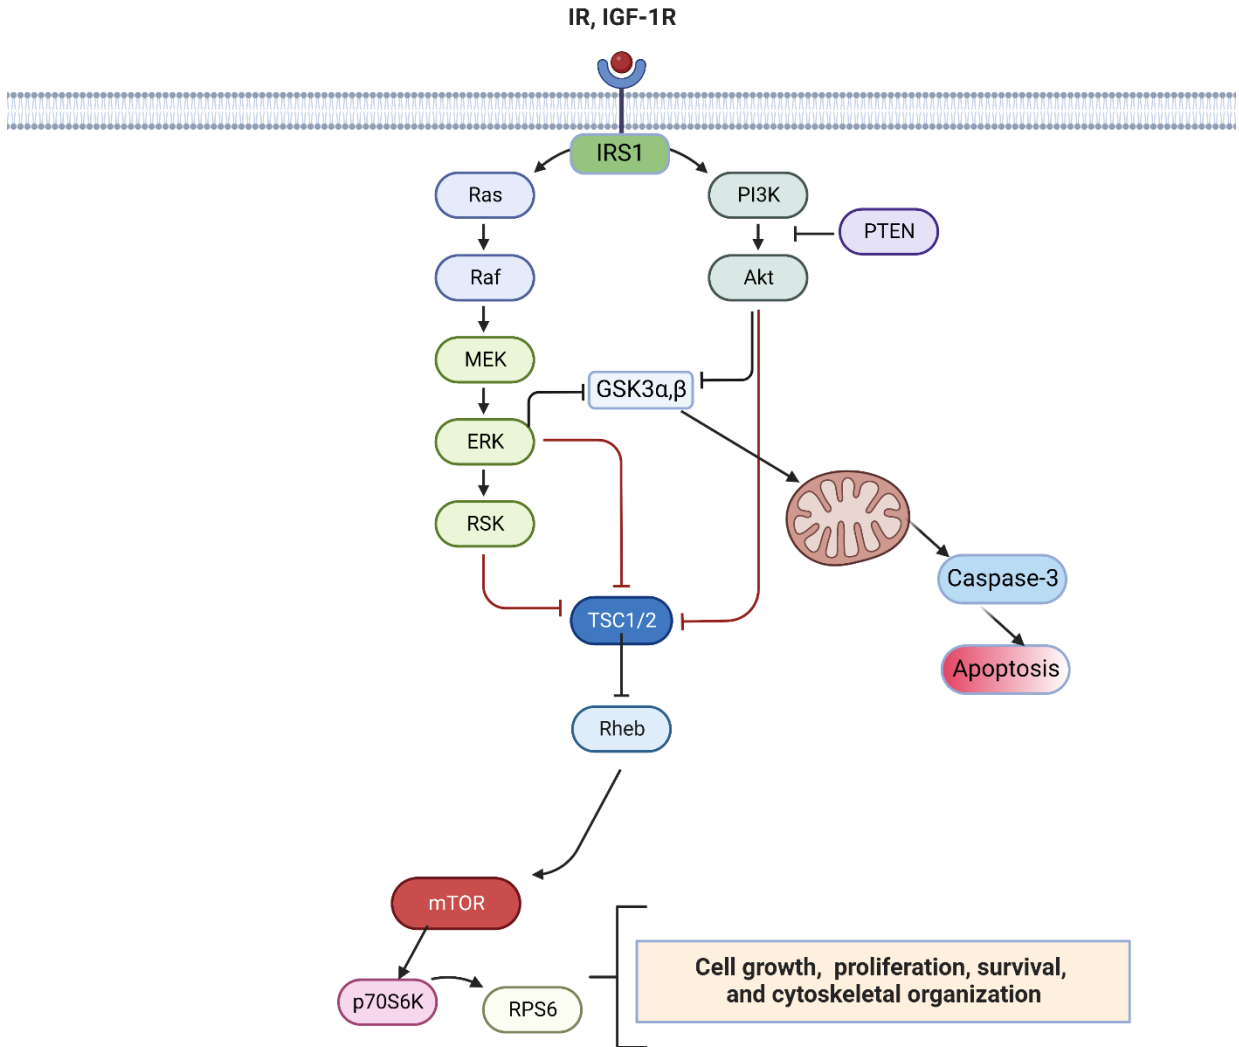 IR, IGF-1R
IRS1
Ras
PI3K
PTEN
Raf
Akt
MEK
GSK3α,β
ERK
RSK
Caspase-3
TSC1/2
Apoptosis
Rheb
mTOR
Cell growth, proliferation, survival,
and cytoskeletal organization
p70S6K
RPS6